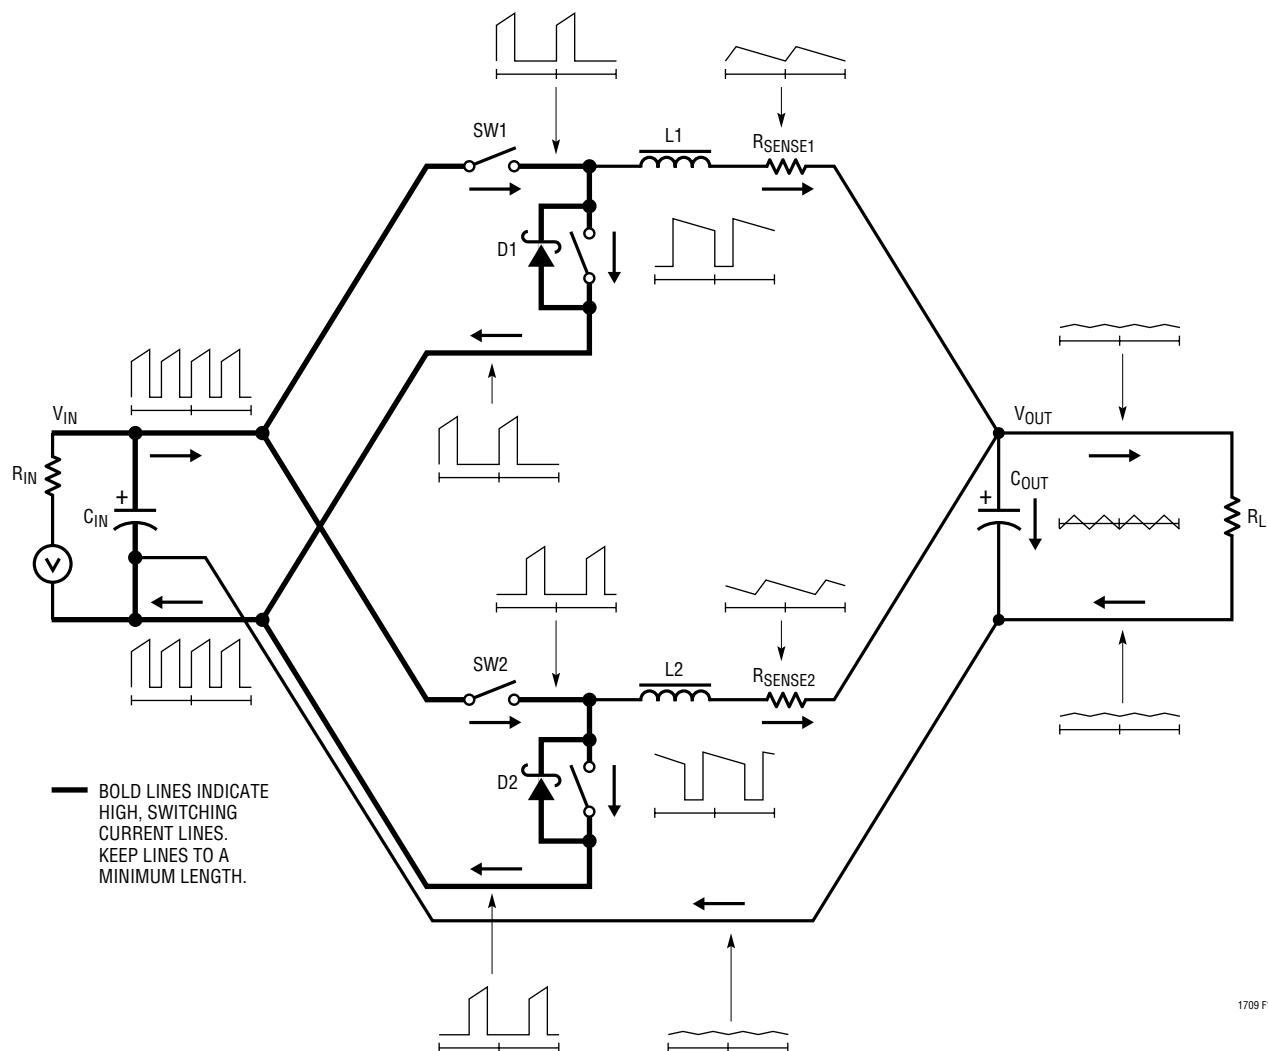 SW1
L1
RSENSE1
D1
VIN
VOUT
RIN
+
CIN
+
COUT
RL
SW2
L2
RSENSE2
D2
BOLD LINES INDICATE
HIGH, SWITCHING
CURRENT LINES.
KEEP LINES TO A
MINIMUM LENGTH.
V
1709